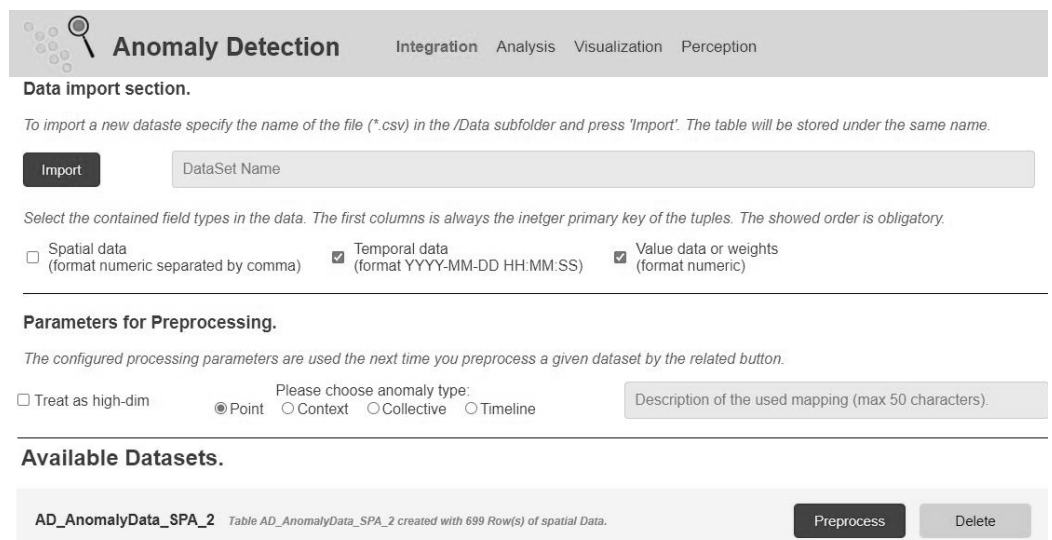 Anomaly Detection Integration Analysis Visualization Perception
Data import section.
To import a new dataste specify the name of the file (*.csv) in the /Data subfolder and press 'Import'. The table will be stored under the same name.
Import DataSet Name
Select the contained field types in the data. The first columns is always the inetger primary key of the tuples. The showed order is obligatory.
Spatial data
(format numeric separated by comma)
Temporal data
(format YYYY-MM-DD HH:MM:SS)
Value data or weights
(format numeric)
Parameters for Preprocessing.
The configured processing parameters are used the next time you preprocess a given dataset by the related button.
Treat as high-dim
Please choose anomaly type:
Point Context Collective Timeline
Description of the used mapping (max 50 characters).
Available Datasets.
AD_AnomalyData_SPA_2 Table AD_AnomalyData_SPA_2 created with 699 Row(s) of spatial Data. Preprocess Delete